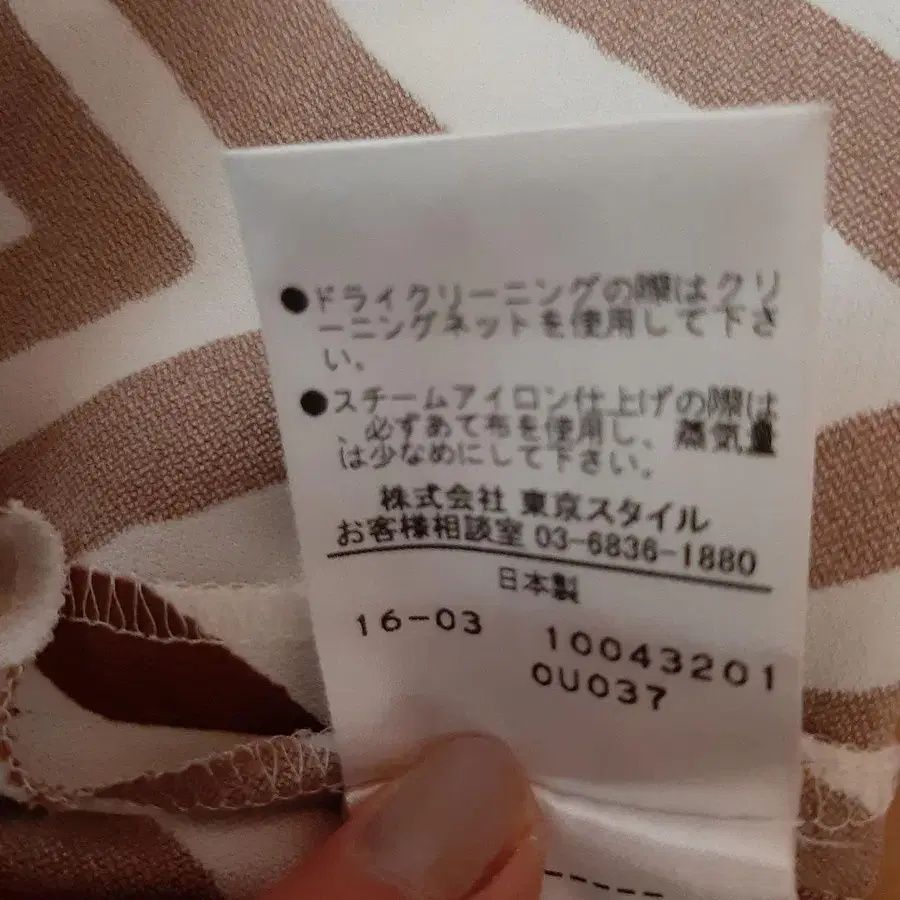 ●ドライクリーニングの際はクリ
ーニングネットを使用して下さ
い。
●スチームアイロン仕上げの際は
、必ずあて布を使用し、蒸気量
は少なめにして下さい。
株式会社 東京スタイル
お客様相談室 03-6836-1880
日本製
16-03 10043201
0U037